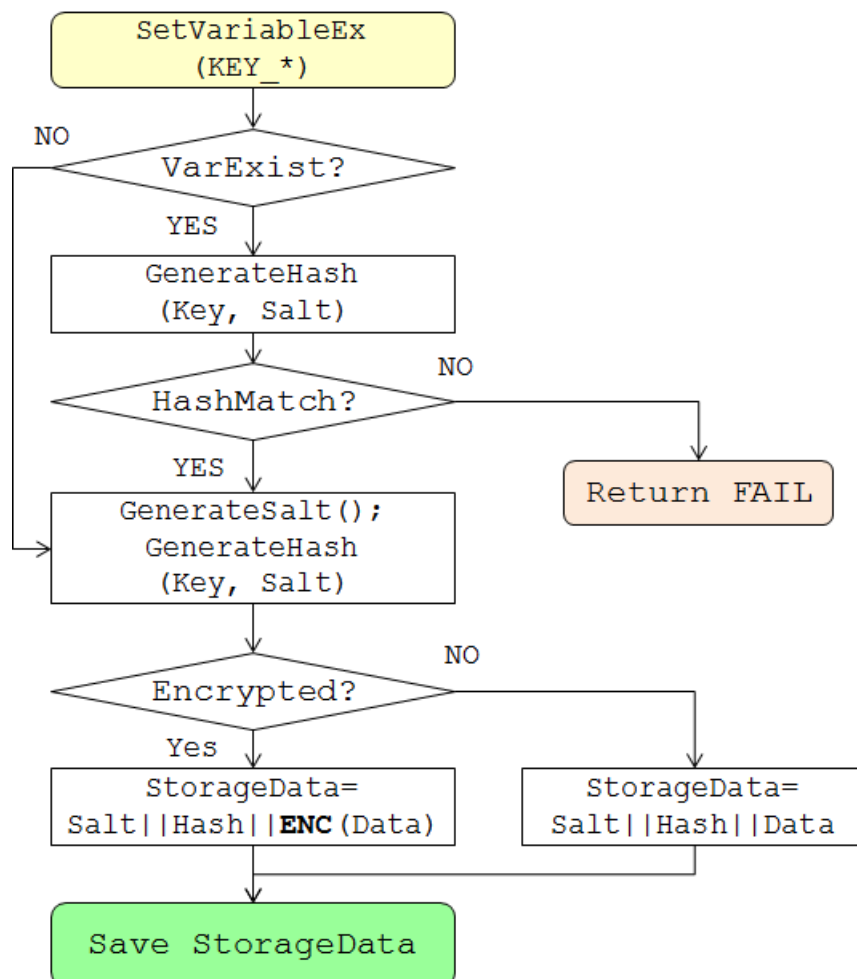 SetVariableEx
(KEY_*)
NO
VarExist?
YES
GenerateHash
(Key, Salt)
NO
HashMatch?
YES
Return FAIL
GenerateSalt();
GenerateHash
(Key, Salt)
NO
Encrypted?
Yes
StorageData=
Salt||Hash||ENC(Data)
StorageData=
Salt||Hash||Data
Save StorageData